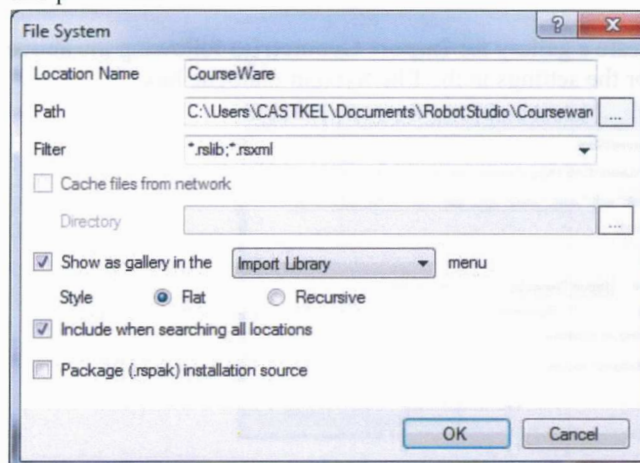 File System
Location Name CourseWare
Path C:\Users\CASTKEL\Documents\RobotStudio\Courseware ...
Filter *.rslib;*.rsxml
Cache files from network
Directory ...
Show as gallery in the Import Library menu
Style Flat Recursive
Include when searching all locations
Package (.rspak) installation source
OK Cancel